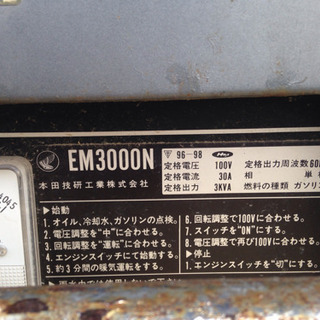 EM3000N
本田技研工業株式会社
96-98
定格電圧 100V 定格出力周波数 60
定格電流 30A 相 単
定格出力 3KVA 燃料の種類 ガソリ
▶始動
1. オイル、冷却水、ガソリンの点検。
2. 電圧調整を"中"に合わせる。
3. 回転調整を"運転"に合わせる。
4. エンジンスイッチにて始動する。
5. 約3分間の暖気運転をする。
6. 回転調整で100Vに合わせる。
7. スイッチを"ON"にする。
8. 電圧調整で再び100Vに合わせる。
▶停止
1. エンジンスイッチを"切"にする。